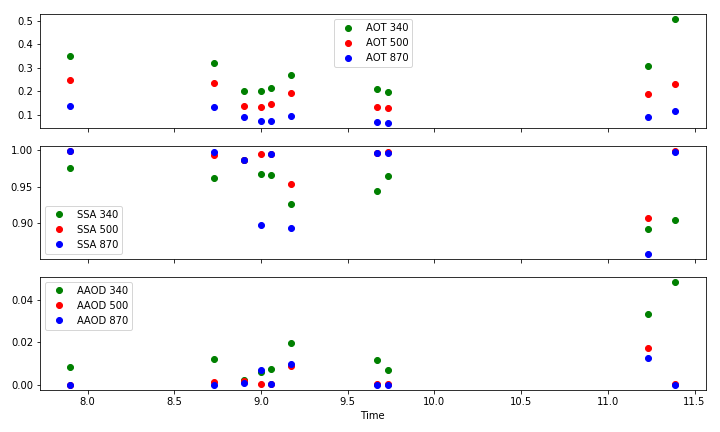 0.5
0.4
0.3
0.2
0.1
AOT 340
AOT 500
AOT 870
1.00
0.95
0.90
SSA 340
SSA 500
SSA 870
0.04
0.02
0.00
AAOD 340
AAOD 500
AAOD 870
8.0 8.5 9.0 9.5 10.0 10.5 11.0 11.5
Time